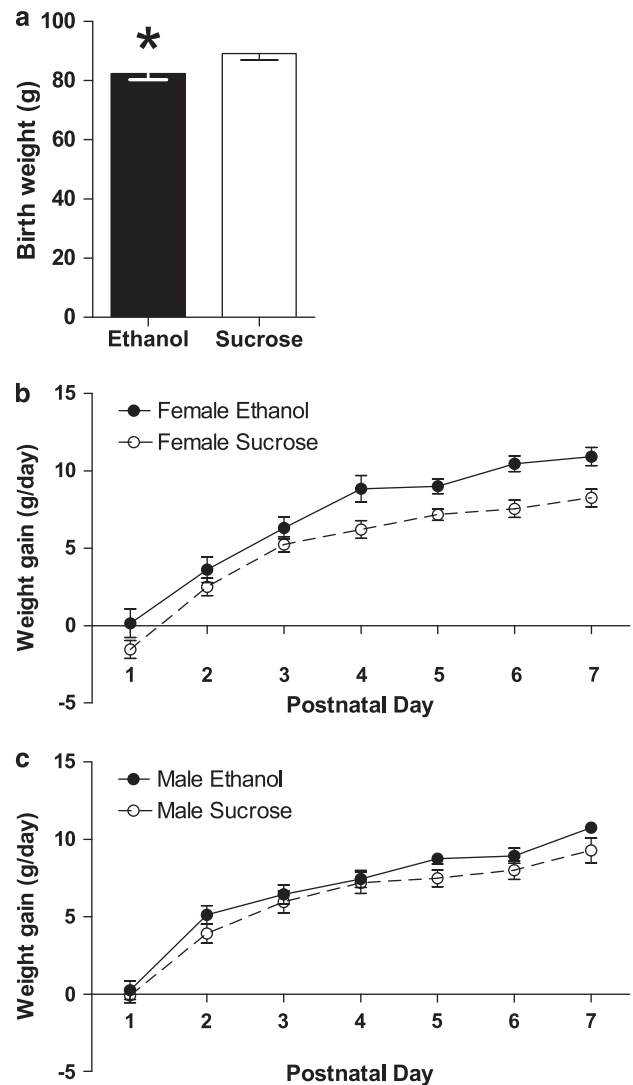 a
100
80
60
40
20
0
Birth weight (g)
*
Ethanol Sucrose
b
15
10
5
0
-5
Weight gain (g/day)
Female Ethanol
Female Sucrose
1 2 3 4 5 6 7
Postnatal Day
c
15
10
5
0
-5
Weight gain (g/day)
Male Ethanol
Male Sucrose
1 2 3 4 5 6 7
Postnatal Day